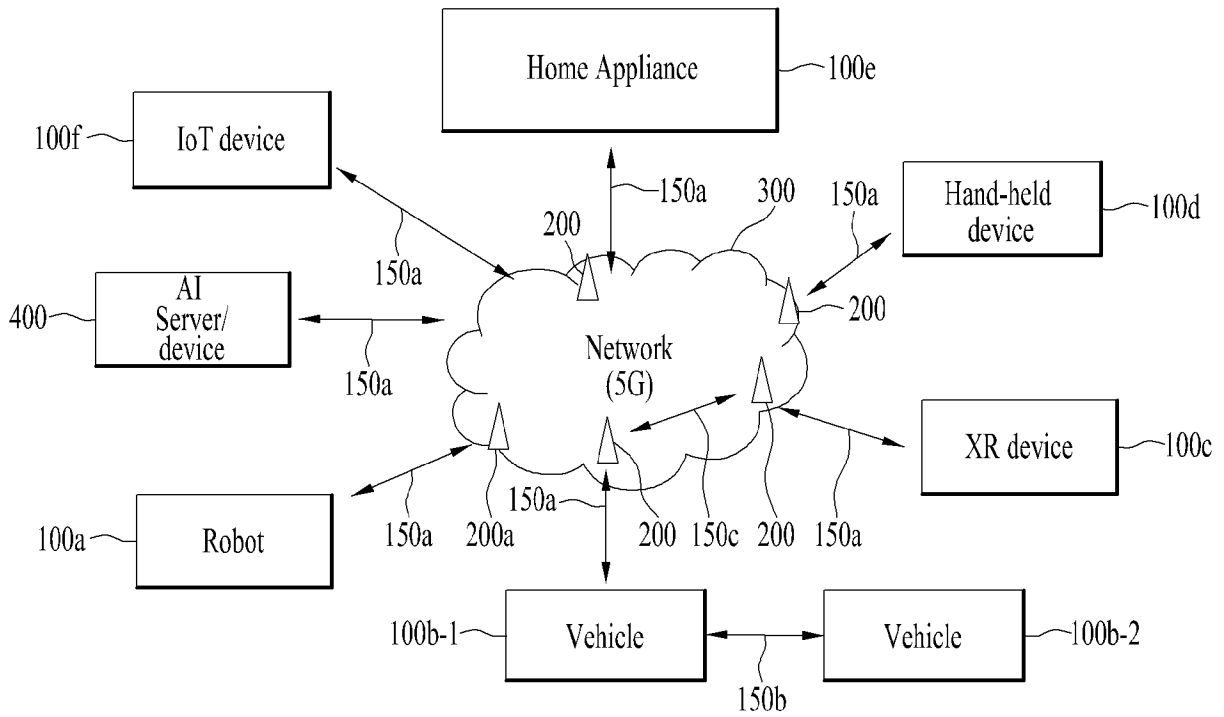 Home Appliance
100e
100f
IoT device
150a
300
150a
Hand-held
device
100d
200
150a
400
AI
Server/
device
150a
200
Network
(5G)
XR device
100c
150a
100a
Robot
150a
200a
200
150c
200
150a
100b-1
Vehicle
Vehicle
100b-2
150b